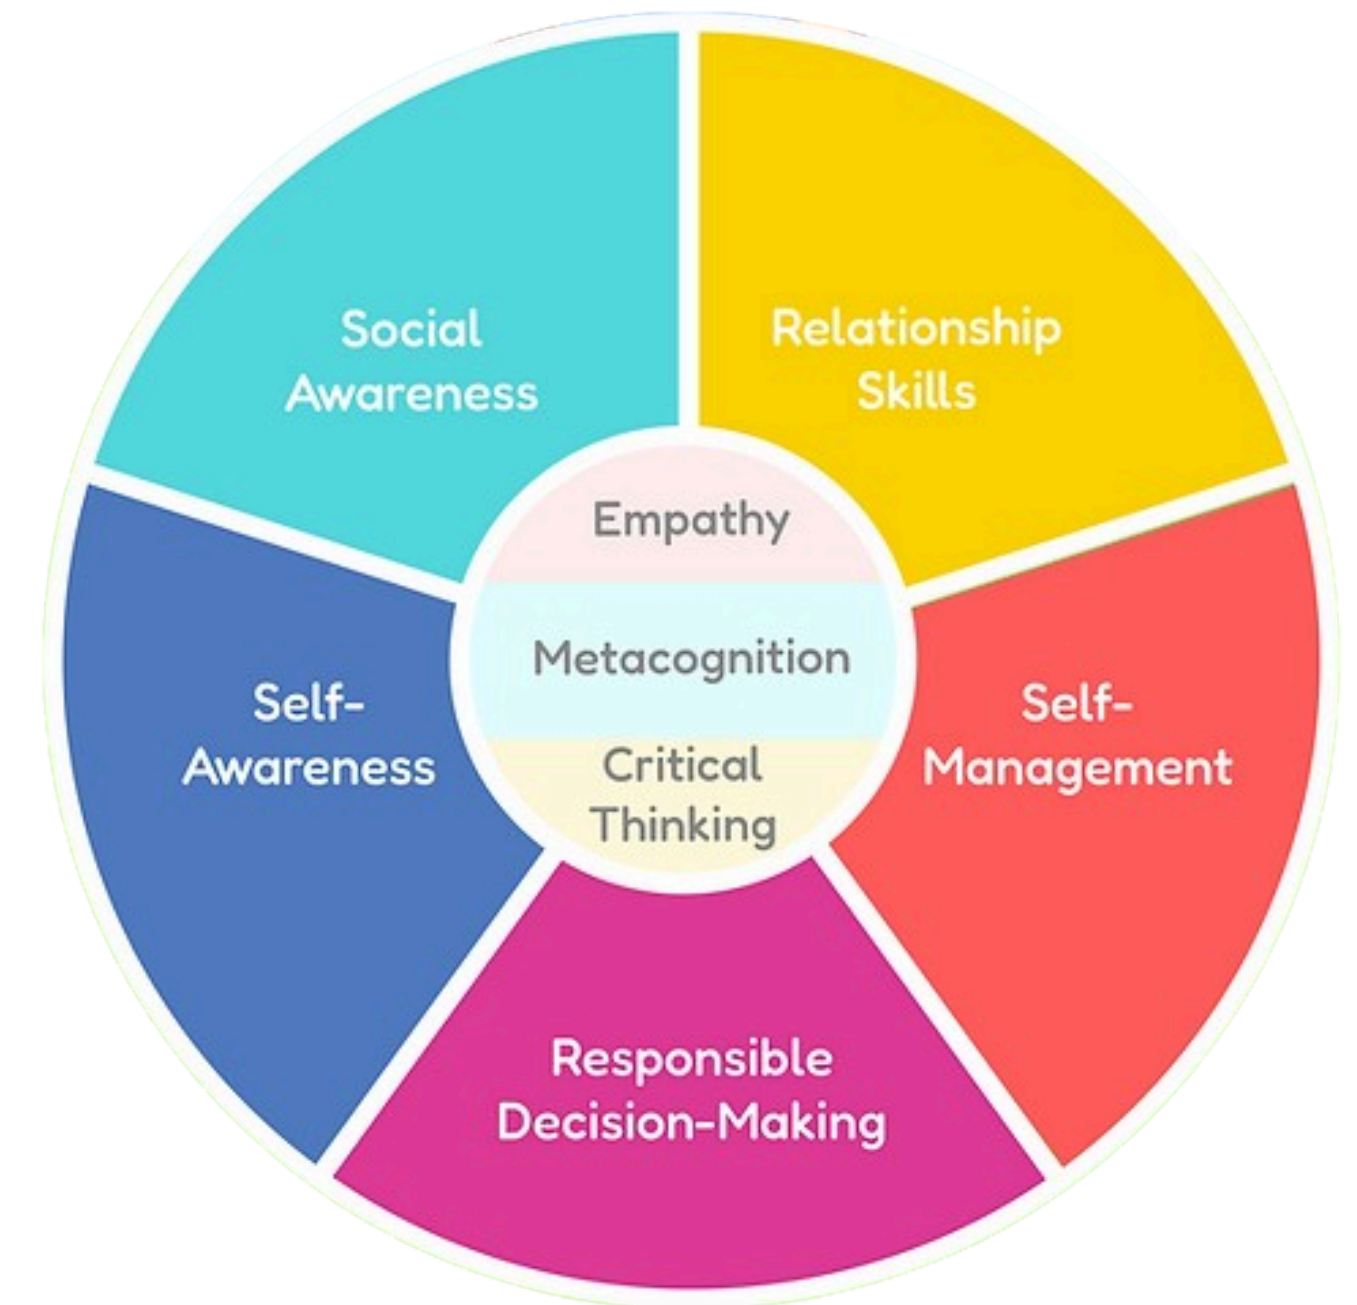 Social
Awareness
Relationship
Skills
Empathy
Metacognition
Critical
Thinking
Self-
Awareness
Self-
Management
Responsible
Decision-Making